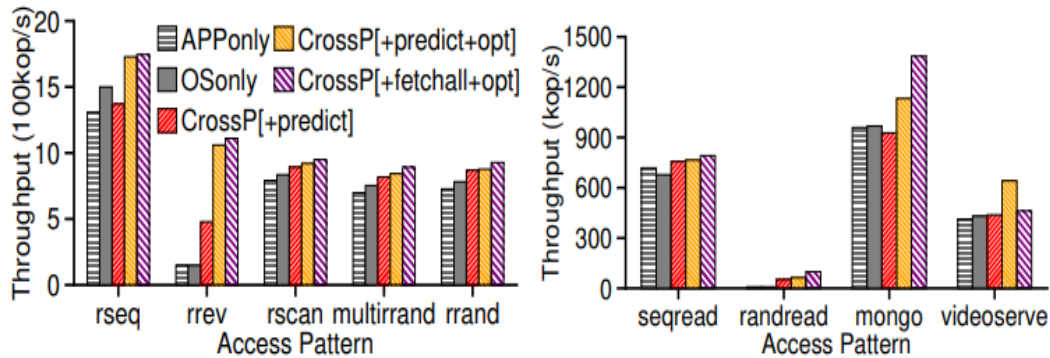 Throughput (100kop/s)
20
15
10
5
0
APPonly
OSonly
CrossP[+predict]
CrossP[+predict+opt]
CrossP[+fetchall+opt]
rseq rrev rscan multirrand rrand
Access Pattern
Throughput (kop/s)
1500
1200
900
600
300
0
seqread randread mongo videoserve
Access Pattern